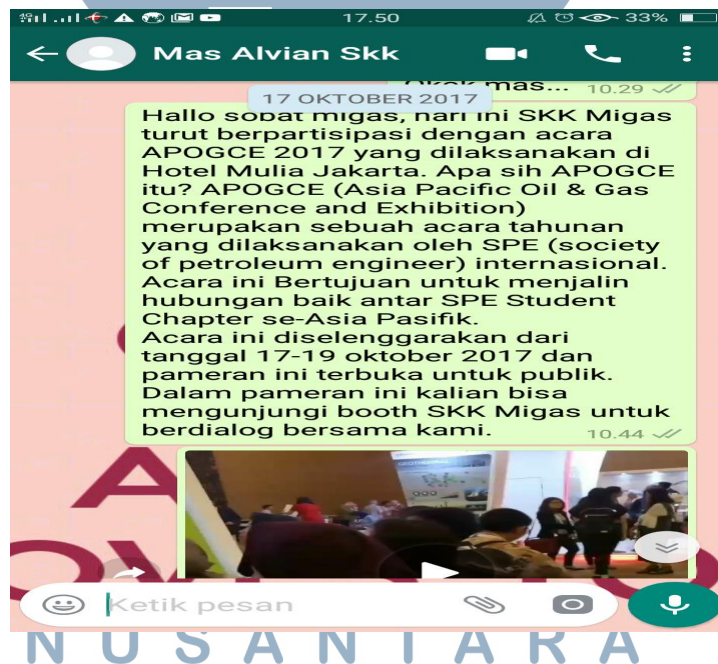 17.50
33%
Mas Alvian Skk
Okok mas... 10.29
17 OKTOBER 2017
Hallo sobat migas, hari ini SKK Migas
turut berpartisipasi dengan acara
APOGCE 2017 yang dilaksanakan di
Hotel Mulia Jakarta. Apa sih APOGCE
itu? APOGCE (Asia Pacific Oil & Gas
Conference and Exhibition)
merupakan sebuah acara tahunan
yang dilaksanakan oleh SPE (society
of petroleum engineer) internasional.
Acara ini Bertujuan untuk menjalin
hubungan baik antar SPE Student
Chapter se-Asia Pasifik.
Acara ini diselenggarakan dari
tanggal 17-19 oktober 2017 dan
pameran ini terbuka untuk publik.
Dalam pameran ini kalian bisa
mengunjungi booth SKK Migas untuk
berdialog bersama kami. 10.44
Ketik pesan
NUSANTARA